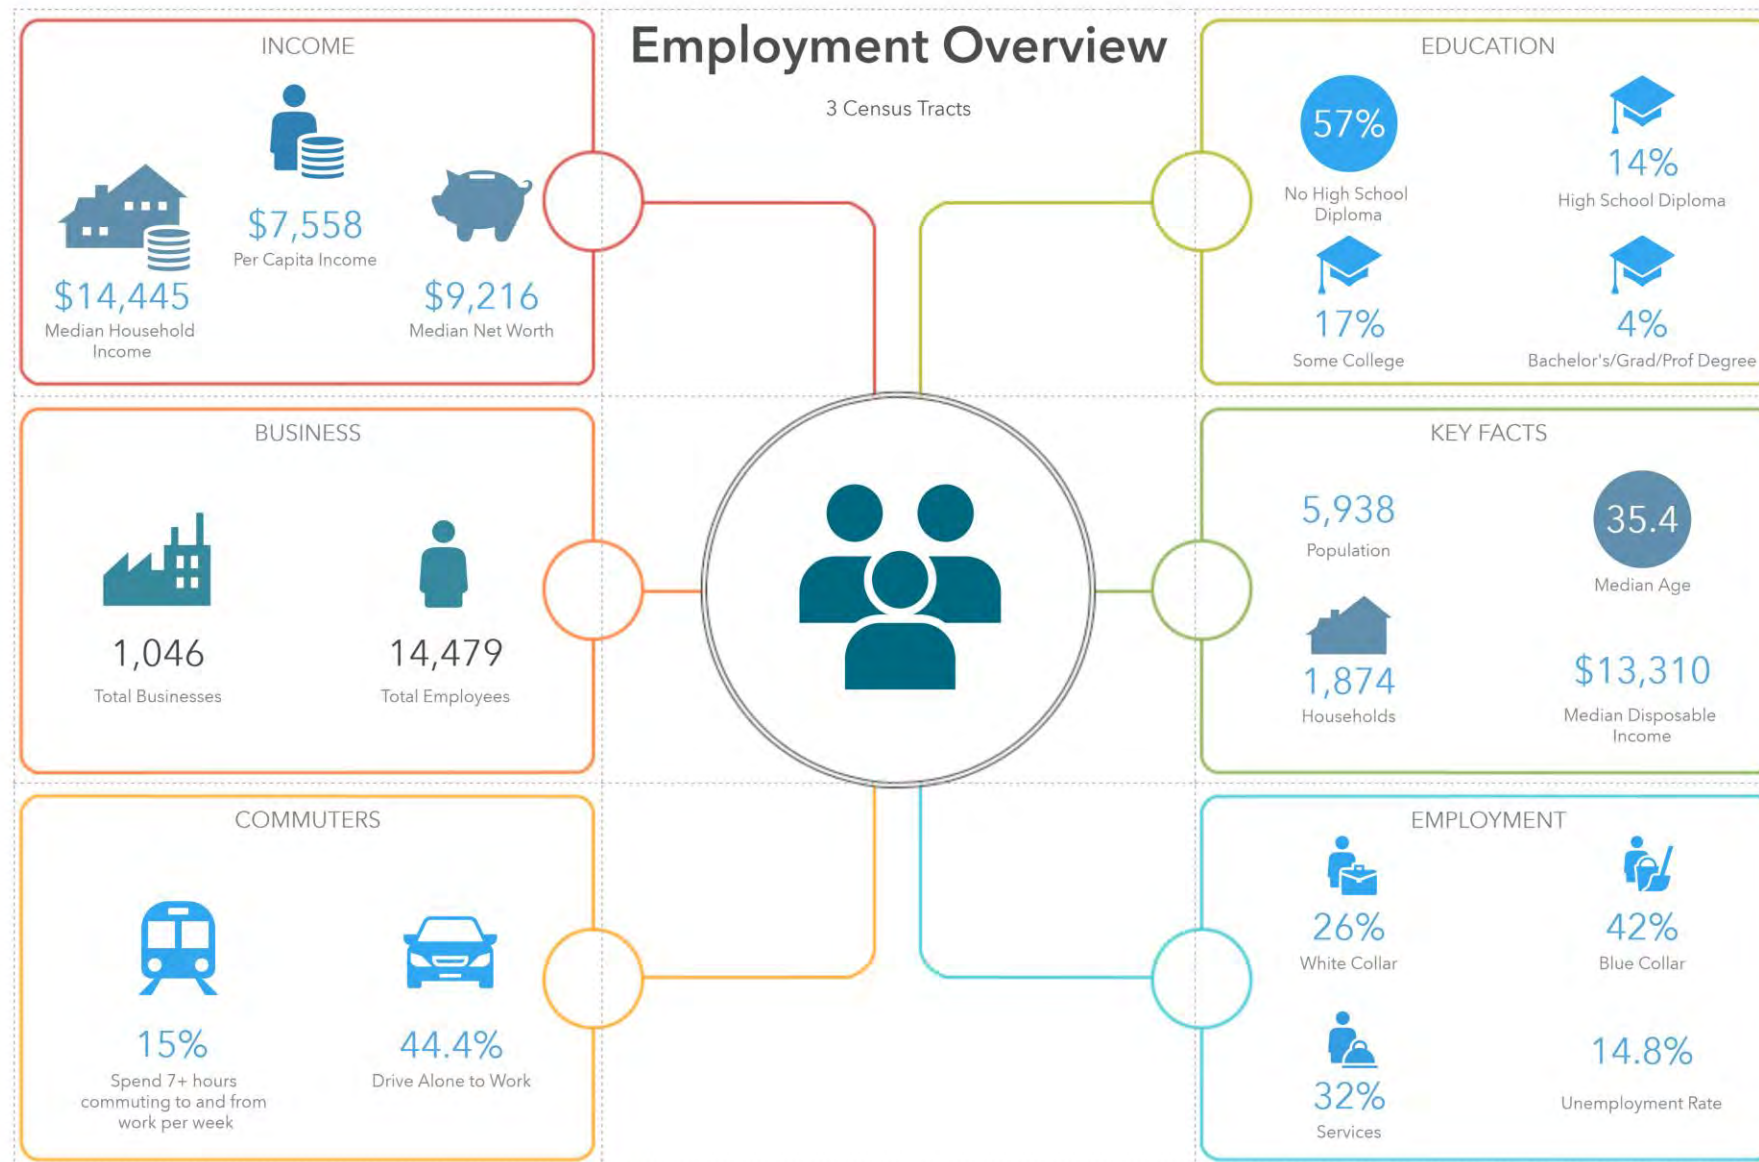 Employment Overview
3 Census Tracts
INCOME
$7,558
Per Capita Income
$14,445
Median Household
Income
$9,216
Median Net Worth
EDUCATION
57%
No High School
Diploma
14%
High School Diploma
17%
Some College
4%
Bachelor's/Grad/Prof Degree
BUSINESS
1,046
Total Businesses
14,479
Total Employees
KEY FACTS
5,938
Population
35.4
Median Age
1,874
Households
$13,310
Median Disposable
Income
COMMUTERS
15%
Spend 7+ hours
commuting to and from
work per week
44.4%
Drive Alone to Work
EMPLOYMENT
26%
White Collar
42%
Blue Collar
32%
Services
14.8%
Unemployment Rate